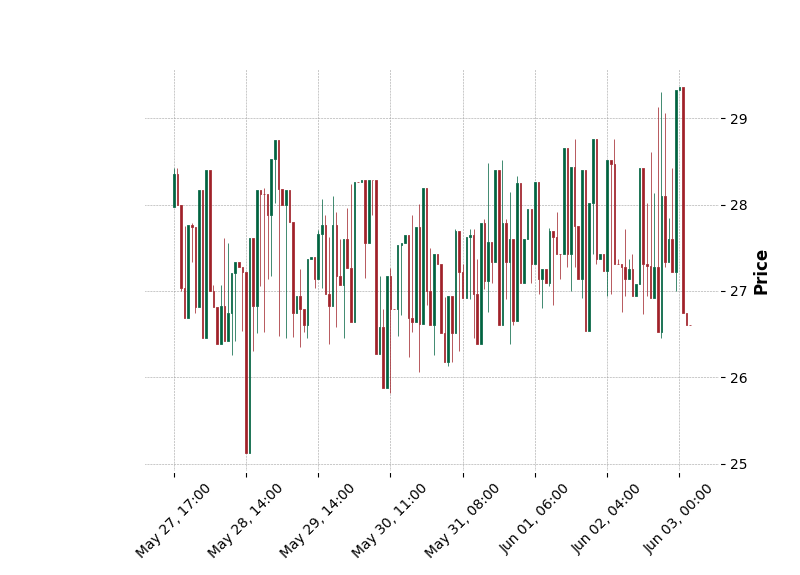 29
28
27
26
25
Price
May 27, 17:00
May 28, 14:00
May 29, 14:00
May 30, 11:00
May 31, 08:00
Jun 01, 06:00
Jun 02, 04:00
Jun 03, 00:00